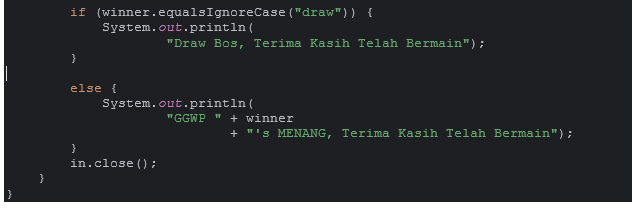 if (winner.equalsIgnoreCase("draw")) {
System.out.println(
"Draw Bos, Terima Kasih Telah Bermain");
}
else {
System.out.println(
"GGWP " + winner
+ "'s MENANG, Terima Kasih Telah Bermain");
}
in.close();
}
}